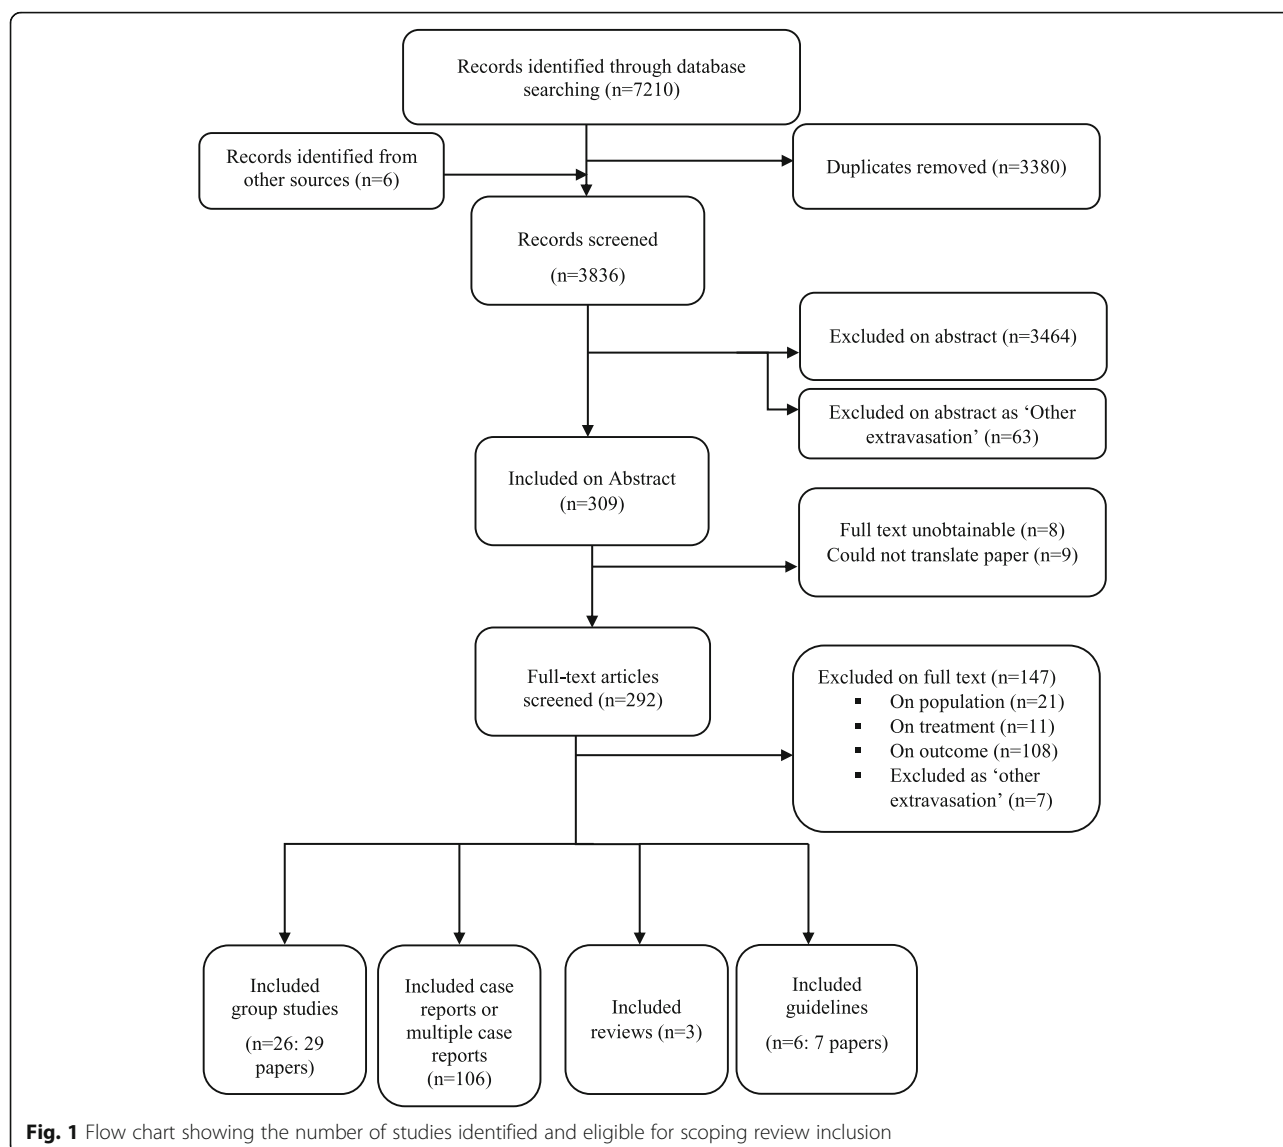 Records identified through database
searching (n=7210)
Records identified from
other sources (n=6)
Duplicates removed (n=3380)
Records screened
(n=3836)
Excluded on abstract (n=3464)
Excluded on abstract as ‘Other
extravasation’ (n=63)
Included on Abstract
(n=309)
Full text unobtainable (n=8)
Could not translate paper (n=9)
Full-text articles
screened (n=292)
Excluded on full text (n=147)
▪ On population (n=21)
▪ On treatment (n=11)
▪ On outcome (n=108)
▪ Excluded as ‘other
extravasation’ (n=7)
Included
group studies
(n=26: 29
papers)
Included case
reports or
multiple case
reports
(n=106)
Included
reviews (n=3)
Included
guidelines
(n=6: 7 papers)
Fig. 1 Flow chart showing the number of studies identified and eligible for scoping review inclusion